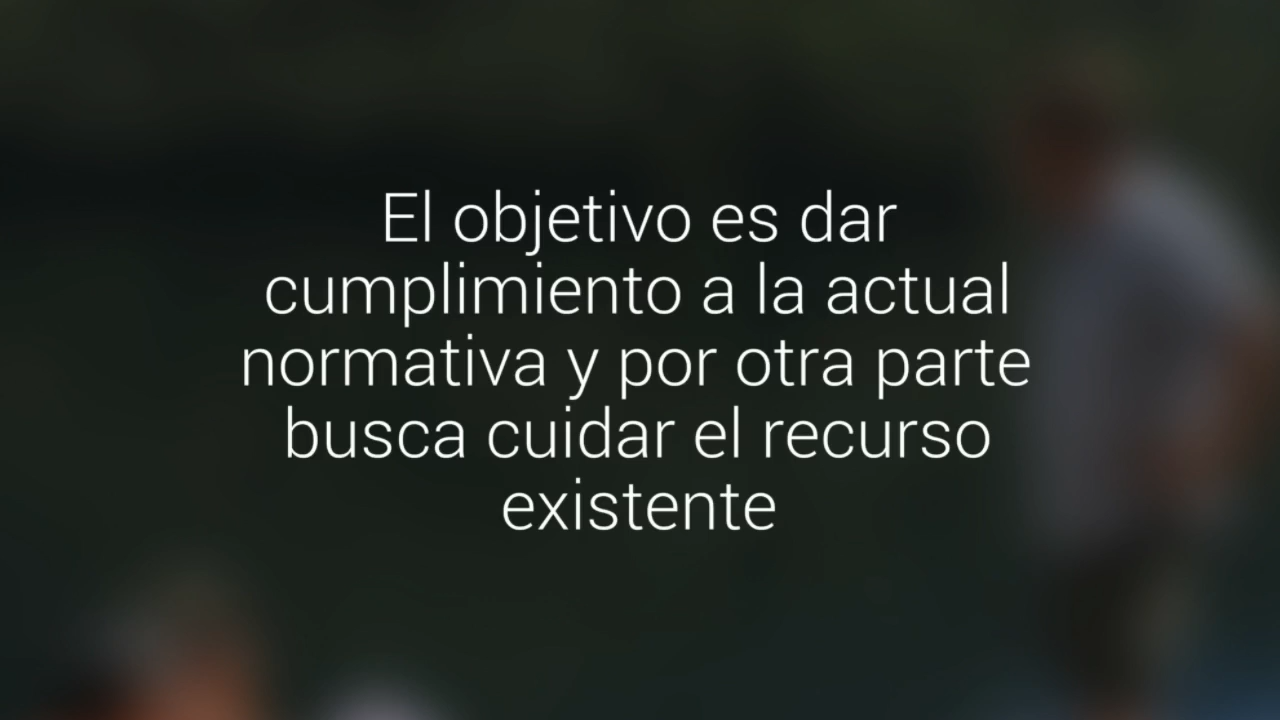 El objetivo es dar
cumplimiento a la actual
normativa y por otra parte
busca cuidar el recurso
existente